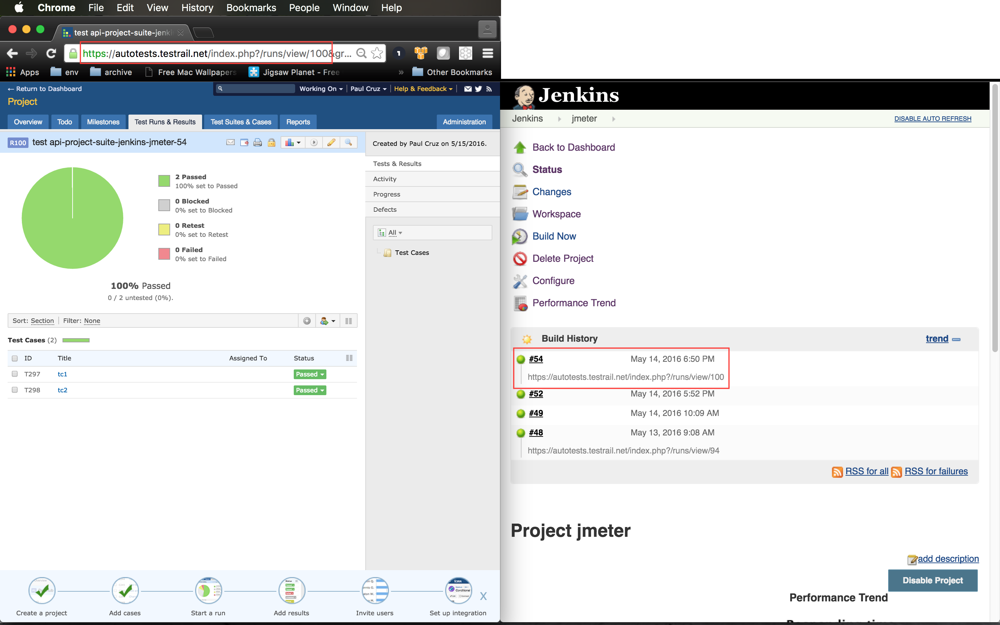 Chrome File Edit View History Bookmarks People Window Help
test api-project-suite-jenki
https://autotests.testrail.net/index.php?/runs/view/100&gr...
1
Apps env archive Free Mac Wallpapers Jigsaw Planet - Free » Other Bookmarks
← Return to Dashboard
Working On Paul Cruz Help & Feedback
Project
Overview Todo Milestones Test Runs & Results Test Suites & Cases Reports Administration
R100 test api-project-suite-jenkins-jmeter-54
2 Passed
100% set to Passed
0 Blocked
0% set to Blocked
0 Retest
0% set to Retest
0 Failed
0% set to Failed
100% Passed
0 / 2 untested (0%).
Sort: Section Filter: None
Test Cases (2)
ID Title Assigned To Status
T297 tc1 Passed
T298 tc2 Passed
Created by Paul Cruz on 5/15/2016.
Tests & Results
Activity
Progress
Defects
All
Test Cases
Create a project Add cases Start a run Add results Invite users Set up integration X
Jenkins
Jenkins jmeter DISABLE AUTO REFRESH
Back to Dashboard
Status
Changes
Workspace
Build Now
Delete Project
Configure
Performance Trend
Build History trend
#54 May 14, 2016 6:50 PM
https://autotests.testrail.net/index.php?/runs/view/100
#52 May 14, 2016 5:52 PM
#49 May 14, 2016 10:09 AM
#48 May 13, 2016 9:08 AM
https://autotests.testrail.net/index.php?/runs/view/94
RSS for all RSS for failures
Project jmeter
add description
Disable Project
Performance Trend